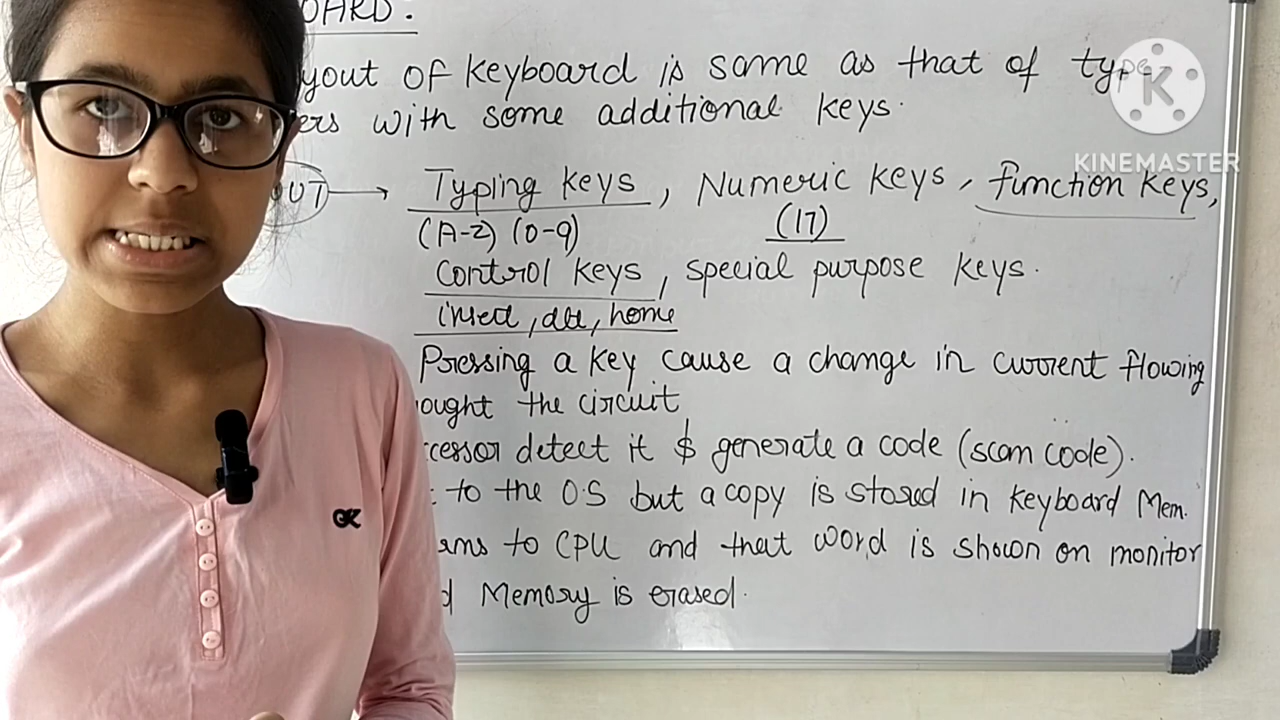 OARD:
yout of keyboard is same as that of type-
ers with some additional keys.
OUT → Typing keys, Numeric keys, function keys,
(A-Z) (0-9) (17)
control keys, special purpose keys.
insert, del, home
Pressing a key cause a change in current flowing
ought the circuit
cessor detect it & generate a code (scan code).
to the O.S but a copy is stored in keyboard Mem.
ams to CPU and that word is shown on monitor
d Memory is erased.
K
KINEMASTER
GK